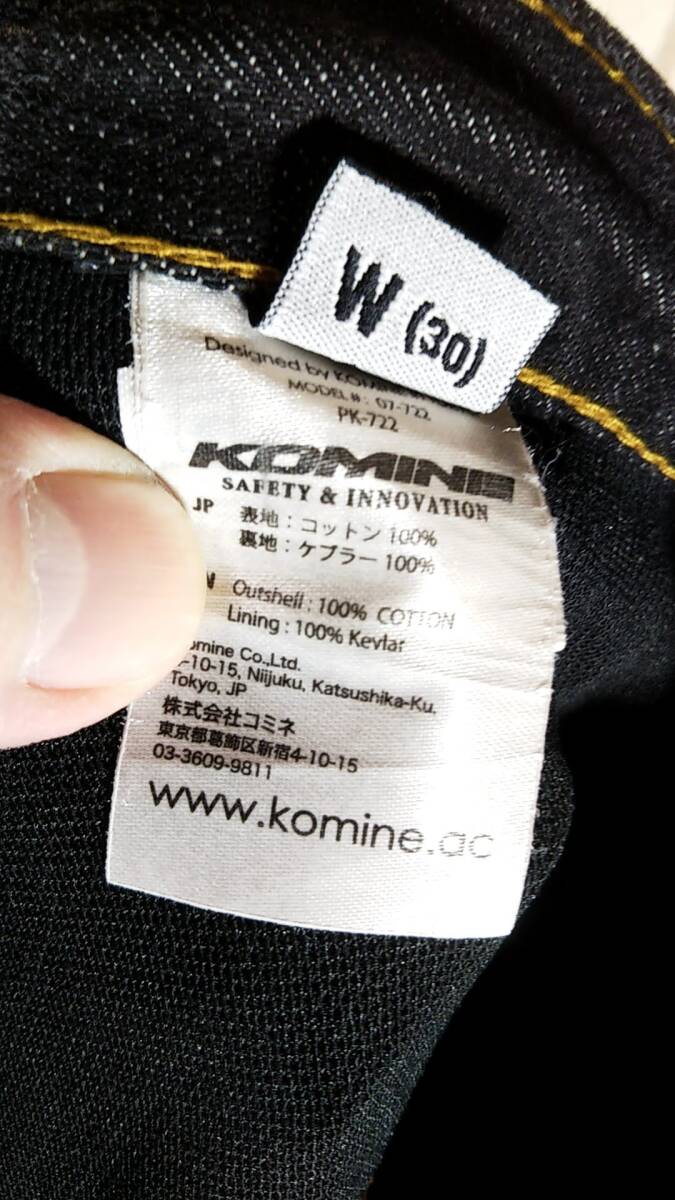 W (30)
Designed by KOMINE
MODEL # : 07-722
PK-722
KOMINE
SAFETY & INNOVATION
JP 表地 : コットン 100%
裏地 : ケブラー 100%
Outshell : 100% COTTON
Lining : 100% Kevlar
omine Co., Ltd.
-10-15, Niijuku, Katsushika-Ku,
Tokyo, JP
株式会社コミネ
東京都葛飾区新宿4-10-15
03-3609-9811
www.komine.ac